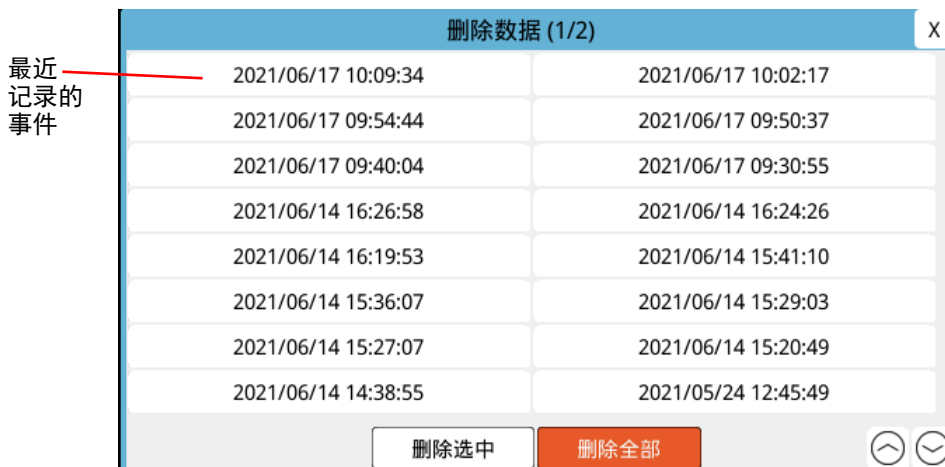 删除数据 (1/2)
X
最近
记录的
事件
2021/06/17 10:09:34 2021/06/17 10:02:17
2021/06/17 09:54:44 2021/06/17 09:50:37
2021/06/17 09:40:04 2021/06/17 09:30:55
2021/06/14 16:26:58 2021/06/14 16:24:26
2021/06/14 16:19:53 2021/06/14 15:41:10
2021/06/14 15:36:07 2021/06/14 15:29:03
2021/06/14 15:27:07 2021/06/14 15:20:49
2021/06/14 14:38:55 2021/05/24 12:45:49
删除选中 删除全部